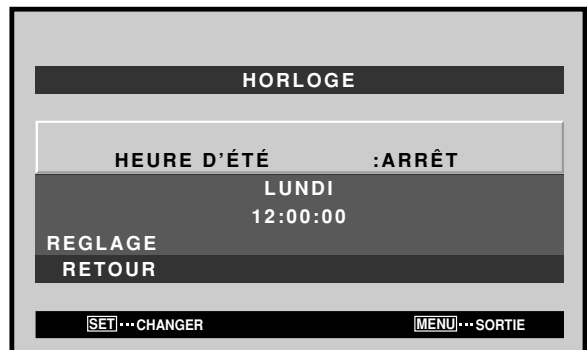 HORLOGE
HEURE D'ÉTÉ :ARRÊT
LUNDI
12:00:00
REGLAGE
RETOUR
SET···CHANGER MENU···SORTIE